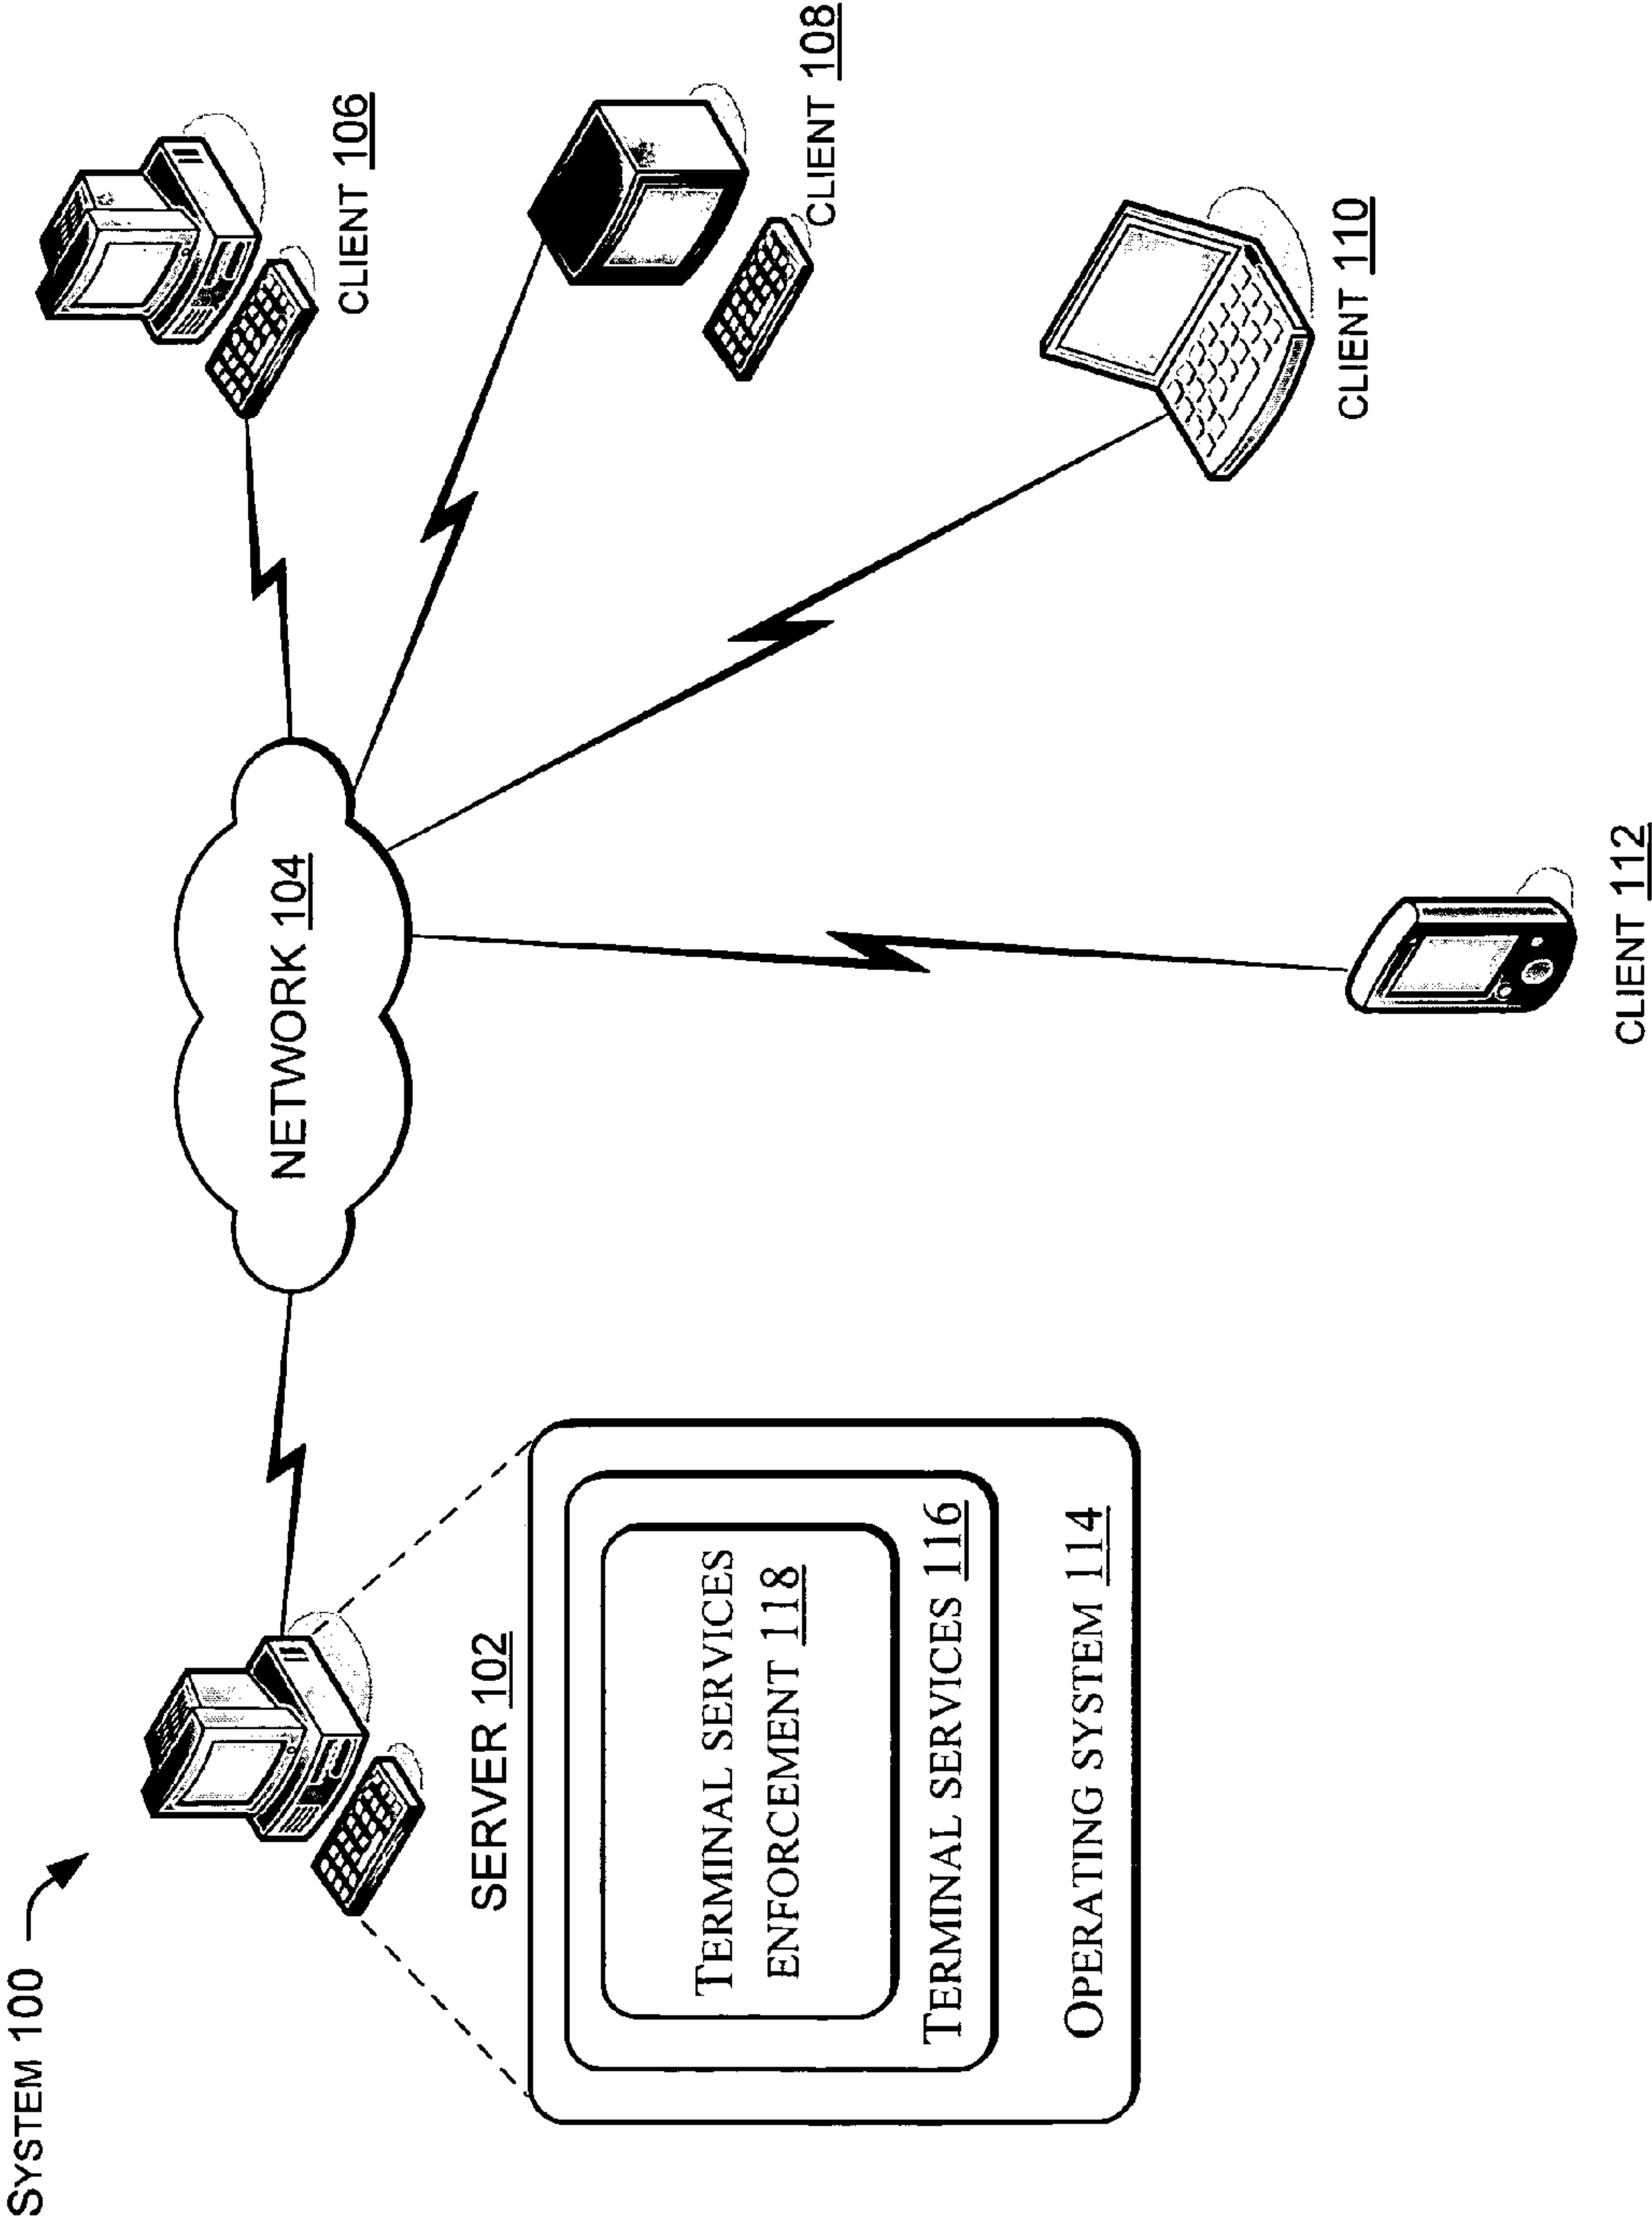 SYSTEM 100
SERVER 102
TERMINAL SERVICES
ENFORCEMENT 118
TERMINAL SERVICES 116
OPERATING SYSTEM 114
NETWORK 104
CLIENT 106
CLIENT 108
CLIENT 110
CLIENT 112